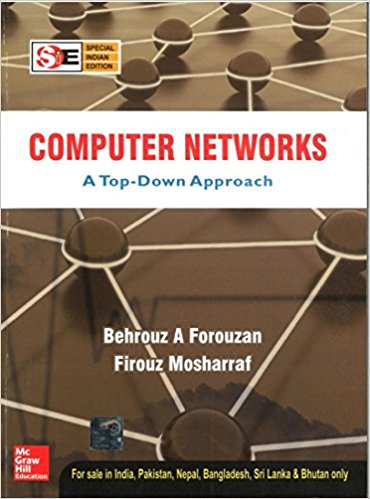 SIE
SPECIAL
INDIAN
EDITION
COMPUTER NETWORKS
A Top-Down Approach
Behrouz A Forouzan
Firouz Mosharraf
Mc
Graw
Hill
Education
For sale in India, Pakistan, Nepal, Bangladesh, Sri Lanka & Bhutan only